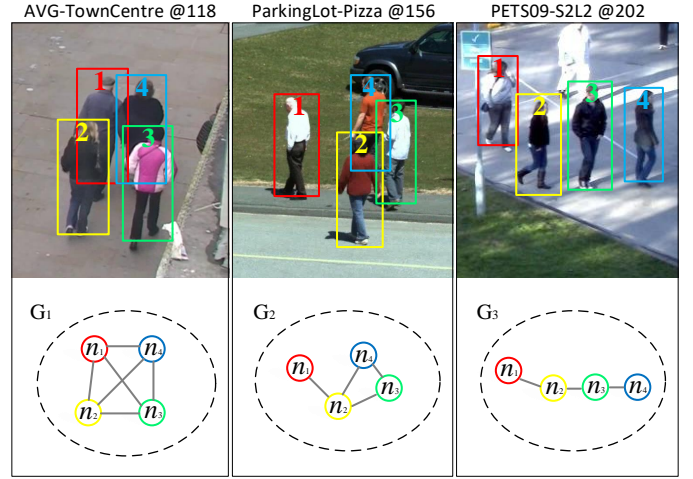 AVG-TownCentre @118
ParkingLot-Pizza @156
PETS09-S2L2 @202
1 4
2 3
1 4
3
2
1
2 3 4
G1
n1 n4
n2 n3
G2
n1 n4
n3
n2
G3
n1
n2 n3 n4